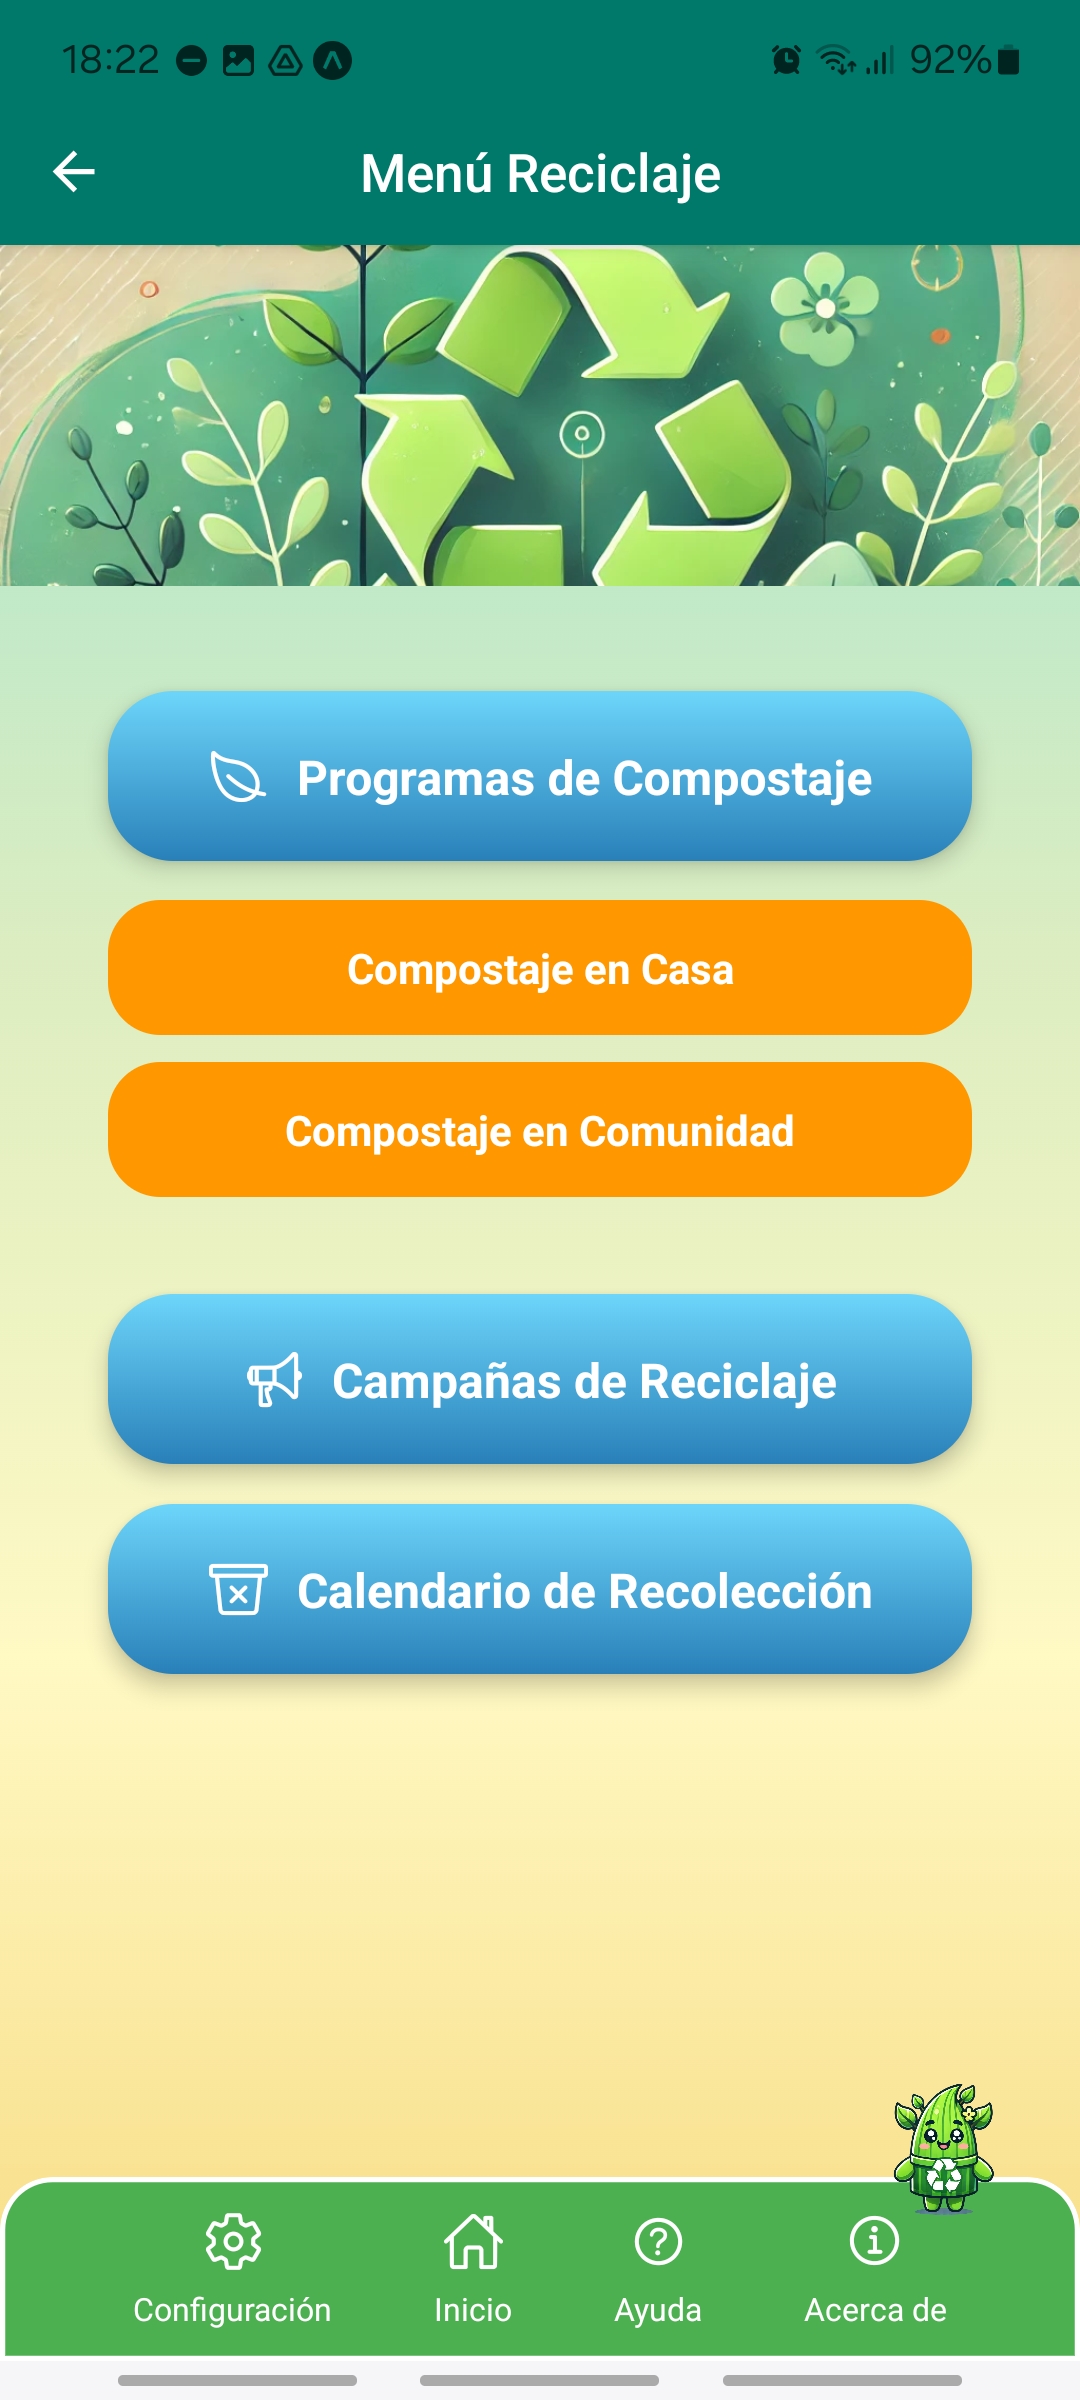 18:22
92%
Menú Reciclaje
Programas de Compostaje
Compostaje en Casa
Compostaje en Comunidad
Campañas de Reciclaje
Calendario de Recolección
Configuración
Inicio
Ayuda
Acerca de